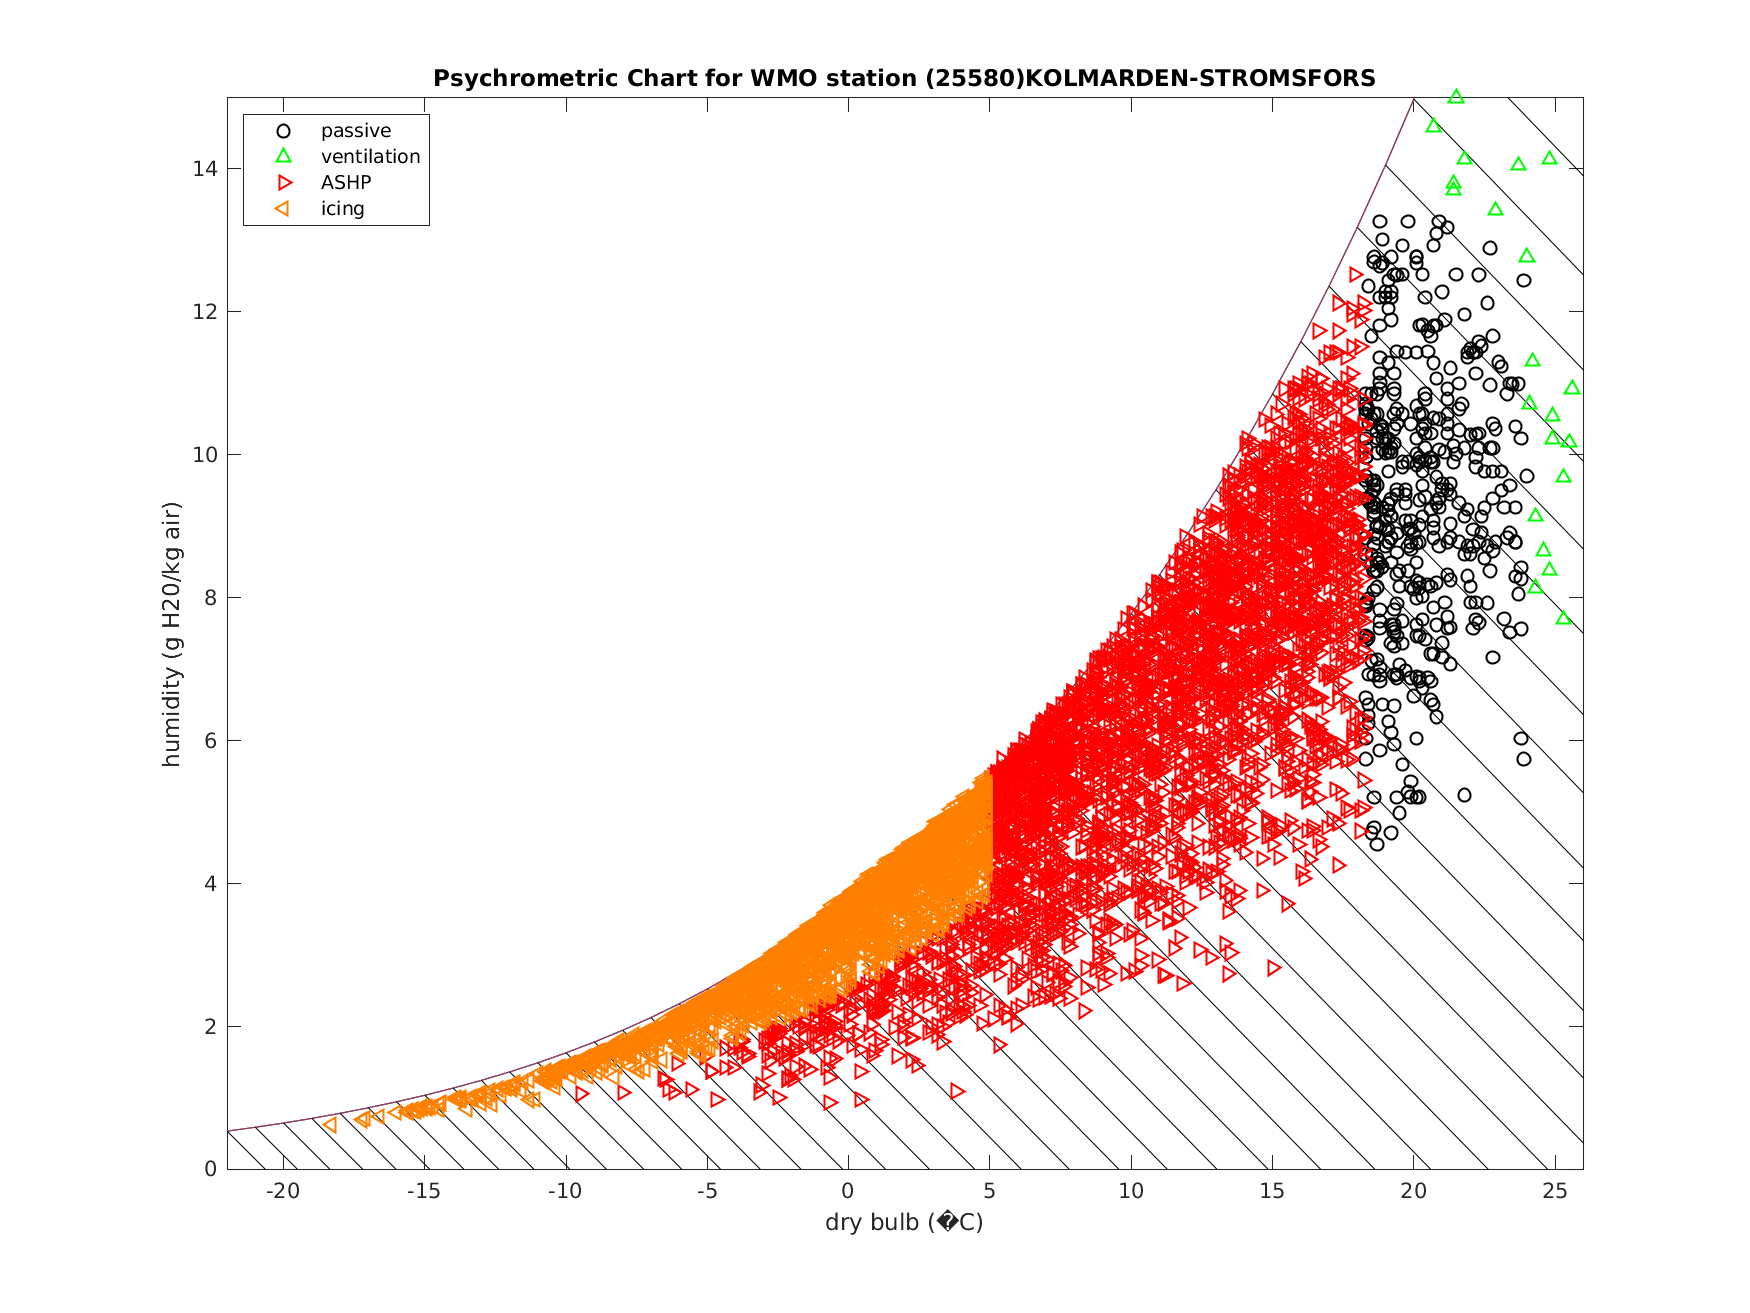 Psychrometric Chart for WMO station (25580)KOLMARDEN-STROMSFORS
passive
ventilation
ASHP
icing
humidity (g H20/kg air)
14
12
10
8
6
4
2
0
-20
-15
-10
-5
0
5
10
15
20
25
dry bulb (�C)